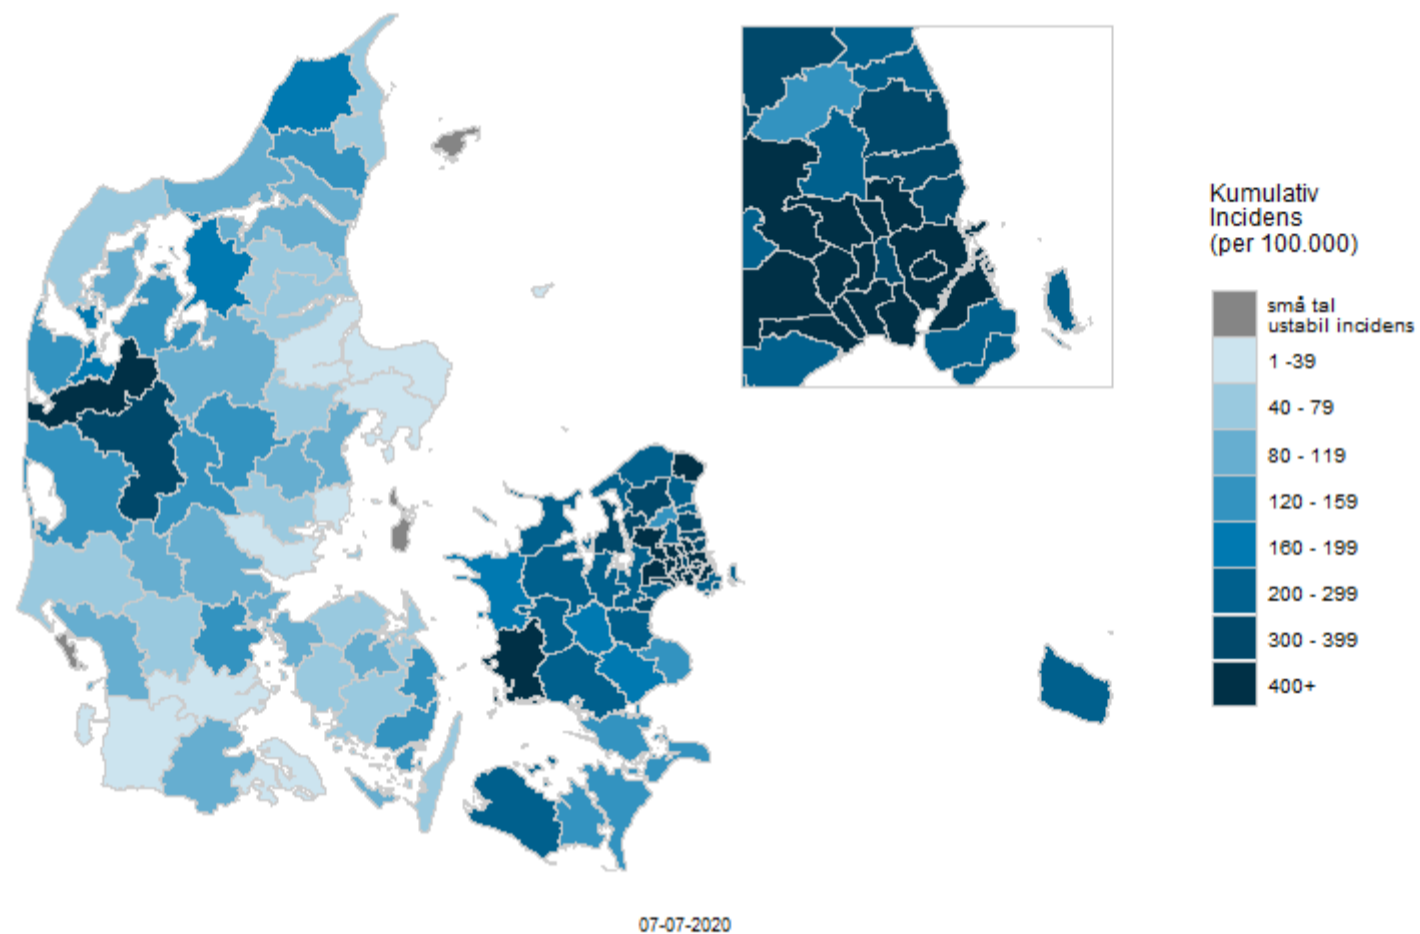 Kumulativ
Incidens
(per 100.000)
små tal
ustabil incidens
1 -39
40 - 79
80 - 119
120 - 159
160 - 199
200 - 299
300 - 399
400+
07-07-2020